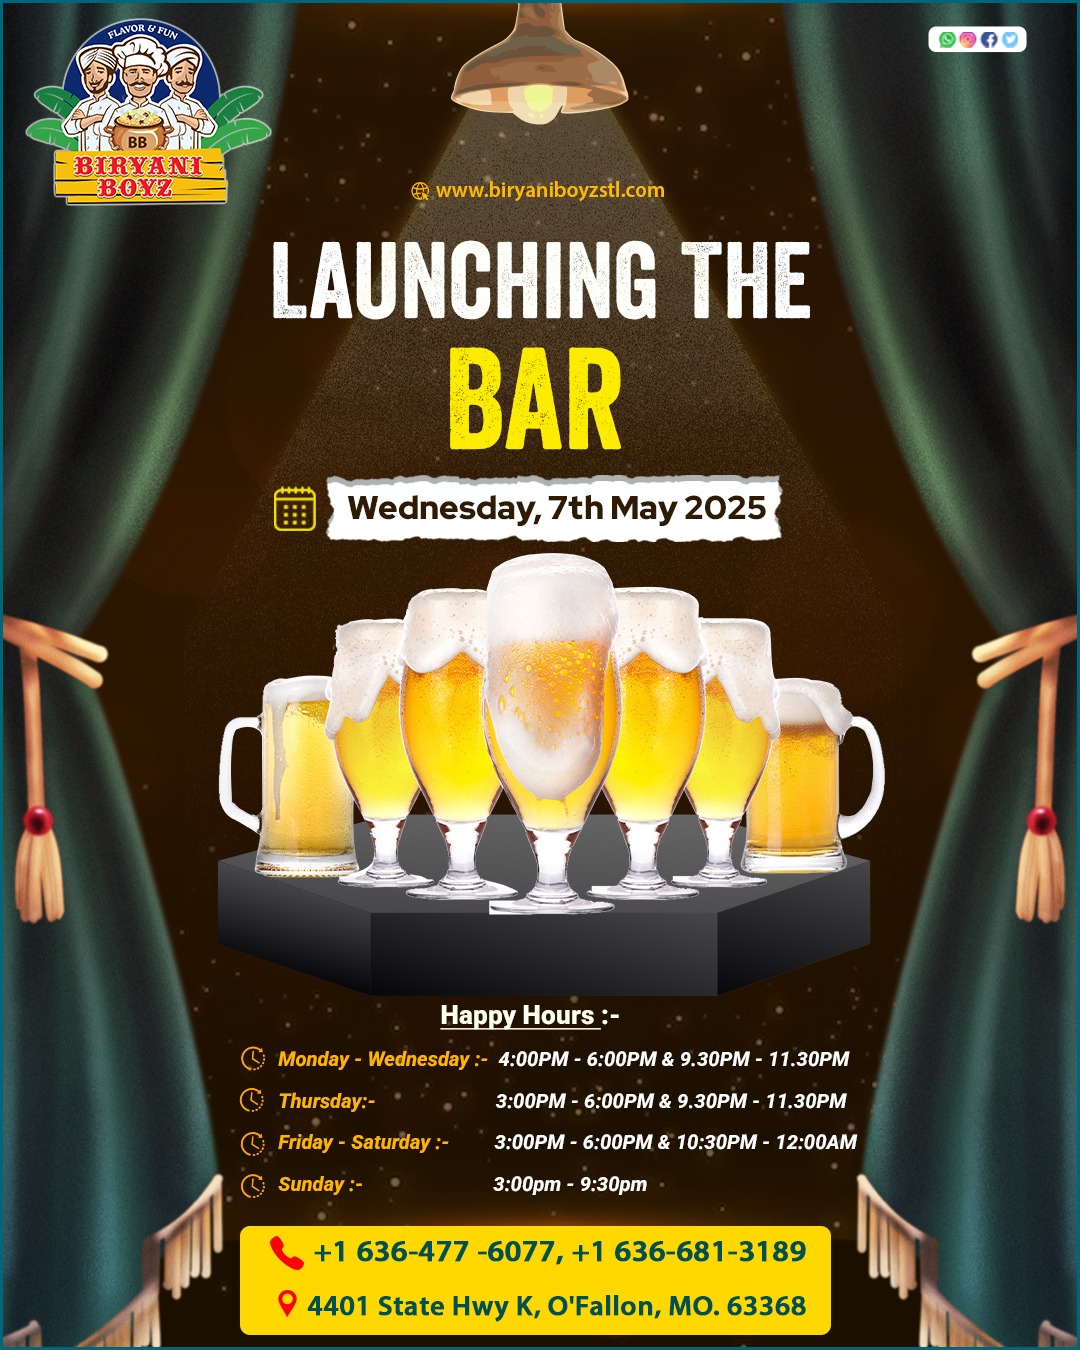 FLAVOR & FUN
BB
BIRYANI
BOYZ
www.biryaniboyzstl.com
LAUNCHING THE
BAR
Wednesday, 7th May 2025
Happy Hours :-
Monday - Wednesday :- 4:00PM - 6:00PM & 9.30PM - 11.30PM
Thursday:- 3:00PM - 6:00PM & 9.30PM - 11.30PM
Friday - Saturday :- 3:00PM - 6:00PM & 10:30PM - 12:00AM
Sunday :- 3:00pm - 9:30pm
+1 636-477 -6077, +1 636-681-3189
4401 State Hwy K, O'Fallon, MO. 63368